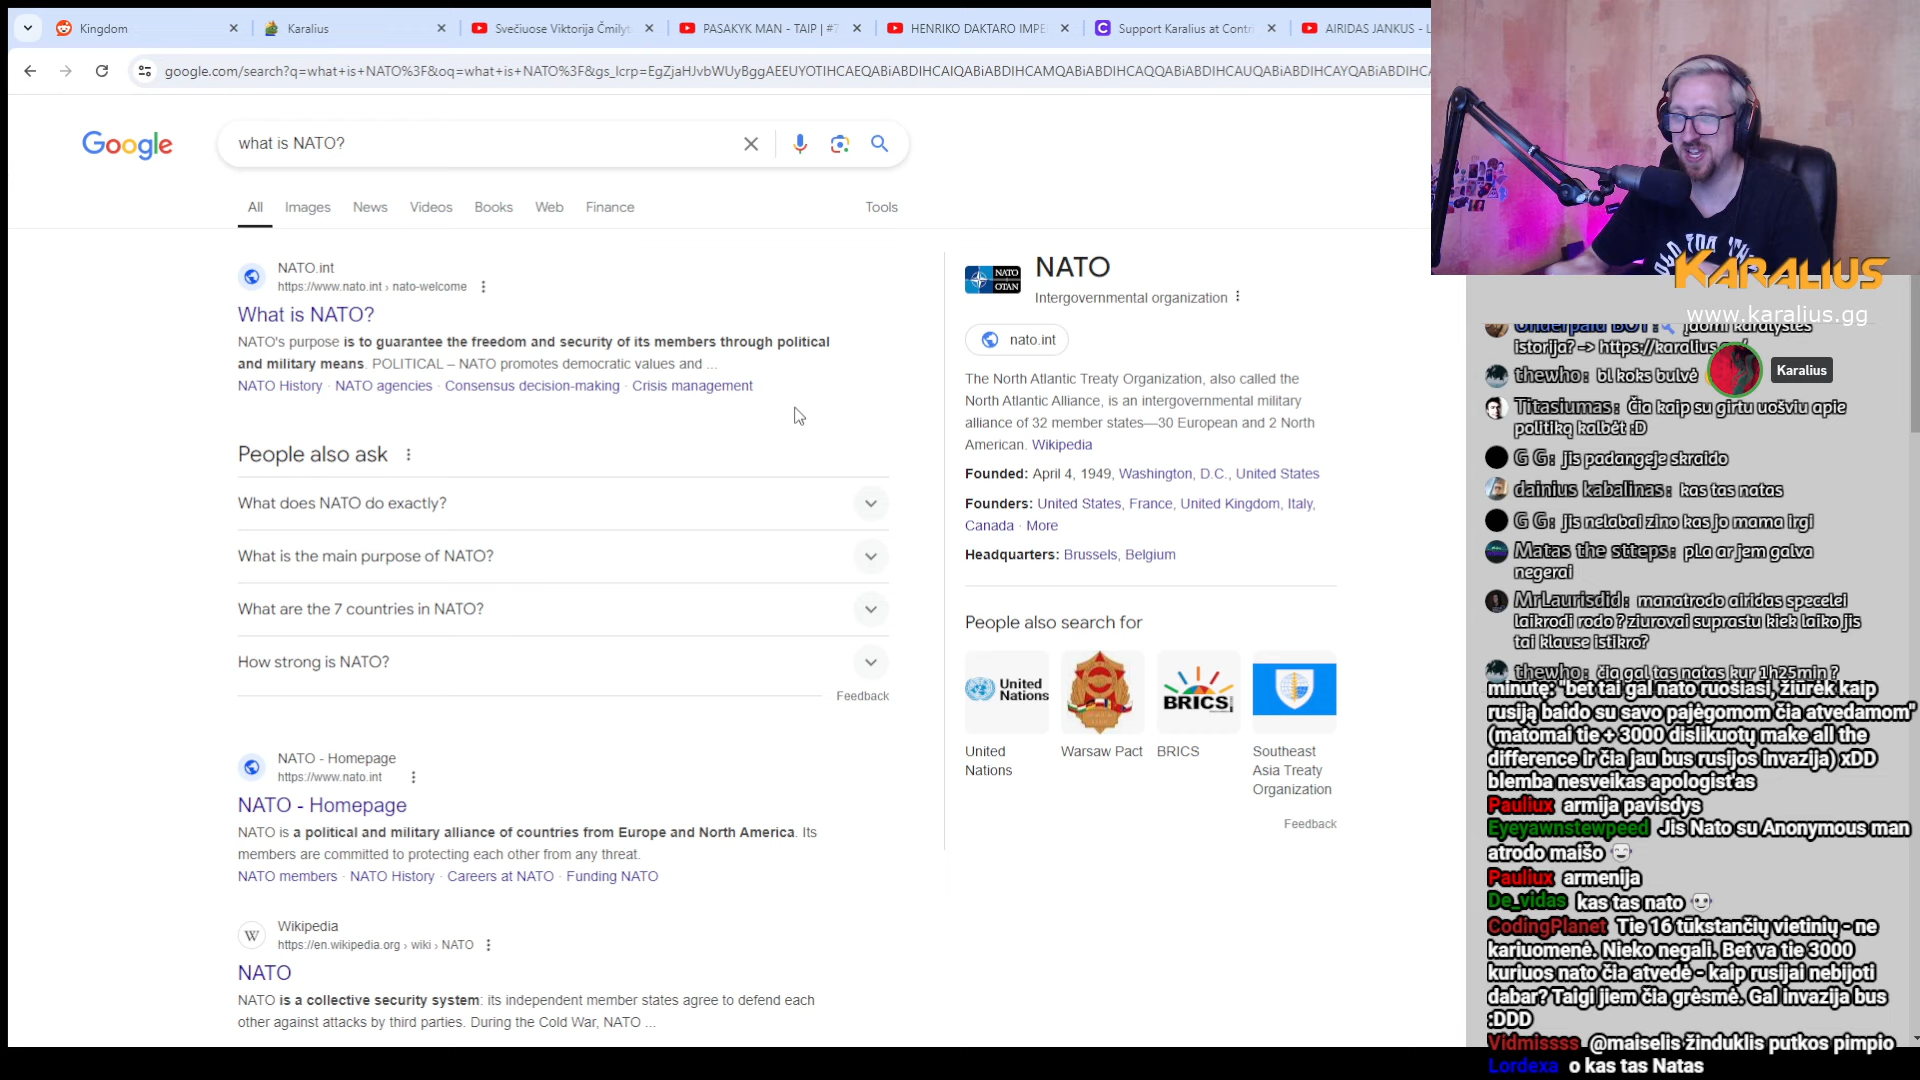 Kingdom
Karalius
Svečiuose Viktorija Čmilyt
PASAKYK MAN - TAIP | #7
HENRIKO DAKTARO IMPE
Support Karalius at Contri
AIRIDAS JANKUS - L
google.com/search?q=what+is+NATO%3F&oq=what+is+NATO%3F&gs_lcrp=EgZjaHJvbWUyBggAEEUYOTIHCAEQABiABDIHCAIQABiABDIHCAMQABiABDIHCAQQABiABDIHCAUQABiABDIHCAYQABiABDIHCA
Google
what is NATO?
All
Images
News
Videos
Books
Web
Finance
Tools
NATO.int
https://www.nato.int › nato-welcome
What is NATO?
NATO's purpose is to guarantee the freedom and security of its members through political
and military means. POLITICAL – NATO promotes democratic values and ...
NATO History · NATO agencies · Consensus decision-making · Crisis management
People also ask
What does NATO do exactly?
What is the main purpose of NATO?
What are the 7 countries in NATO?
How strong is NATO?
Feedback
NATO - Homepage
https://www.nato.int
NATO - Homepage
NATO is a political and military alliance of countries from Europe and North America. Its
members are committed to protecting each other from any threat.
NATO members · NATO History · Careers at NATO · Funding NATO
Wikipedia
https://en.wikipedia.org › wiki › NATO
W
NATO
NATO is a collective security system: its independent member states agree to defend each
other against attacks by third parties. During the Cold War, NATO ...
NATO
OTAN
NATO
Intergovernmental organization
nato.int
The North Atlantic Treaty Organization, also called the
North Atlantic Alliance, is an intergovernmental military
alliance of 32 member states—30 European and 2 North
American. Wikipedia
Founded: April 4, 1949, Washington, D.C., United States
Founders: United States, France, United Kingdom, Italy,
Canada · More
Headquarters: Brussels, Belgium
People also search for
United
Nations
BRICS
United
Nations
Warsaw Pact
BRICS
Southeast
Asia Treaty
Organization
Feedback
KARALIUS
www.karalius.gg
Underpaid BOT: įdomi karalystės
istorija? -> https://karalius.
thewho: bl koks bulvė
Karalius
Titasiumas: Čia kaip su girtu uošviu apie
politiką kalbėt :D
G G: jis padangeje skraido
dainius kabalinas: kas tas natas
G G: jis nelabai zino kas jo mama irgi
Matas the stteps: pLa ar jem galva
negerai
MrLaurisdid: manatrodo airidas specelei
laikrodi rodo ? ziurovai suprastu kiek laiko jis
tai klause istikro?
thewho: čia gal tas natas kur 1h25min ?
minutę: "bet tai gal nato ruošiasi, žiūrėk kaip
rusiją baido su savo pajėgomom čia atvedamom"
(matomai tie + 3000 dislikuotų make all the
difference ir čia jau bus rusijos invazija) xDD
blemba nesveikas apologistas
Pauliux armija pavisdys
Eyeyawnstewpeed Jis Nato su Anonymous man
atrodo maišo
Pauliux armenija
De_vidas kas tas nato
CodingPlanet Tie 16 tūkstančių vietinių - ne
kariuomenė. Nieko negali. Bet va tie 3000
kuriuos nato čia atvedė - kaip rusijai nebijoti
dabar? Taigi jiem čia grėsmė. Gal invazija bus
:DDD
Vidmissss @maiselis žinduklis putkos pimpio
Lordexa o kas tas Natas